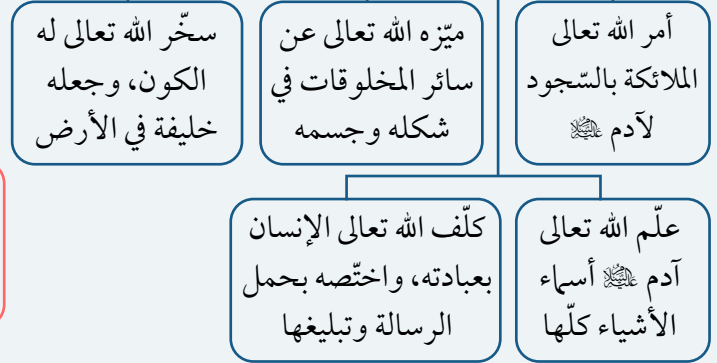 أمر الله تعالى
الملائكة بالسّجود
لآدم عليه السلام
ميّزه الله تعالى عن
سائر المخلوقات في
شكله وجسمه
سخّر الله تعالى له
الكون، وجعله
خليفة في الأرض
علّم الله تعالى
آدم عليه السلام أسماء
الأشياء كلّها
كلّف الله تعالى الإنسان
بعبادته، واختّصه بحمل
الرسالة وتبليغها